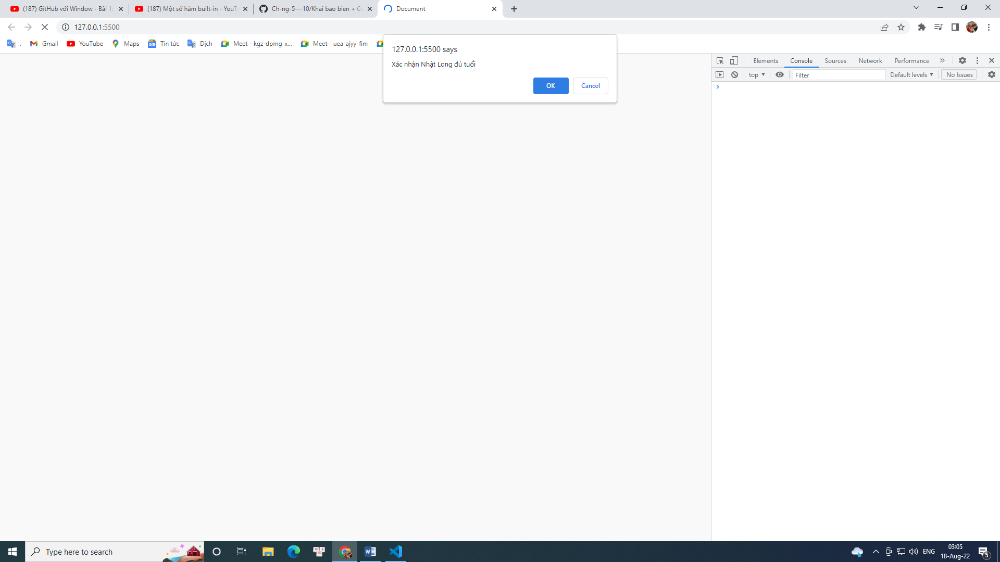 (187) GitHub với Window - Bài 1
(187) Một số hàm built-in - YouT
Ch-ng-5---10/Khai bao bien + Co
Document
127.0.0.1:5500
.
Gmail
YouTube
Maps
Tin tức
Dịch
Meet - kgz-dpmg-x...
Meet - uea-ajyy-fim
127.0.0.1:5500 says
Xác nhận Nhật Long đủ tuổi
OK
Cancel
Elements
Console
Sources
Network
Performance
top
Filter
Default levels
No Issues
Type here to search
ENG
03:05
18-Aug-22
5